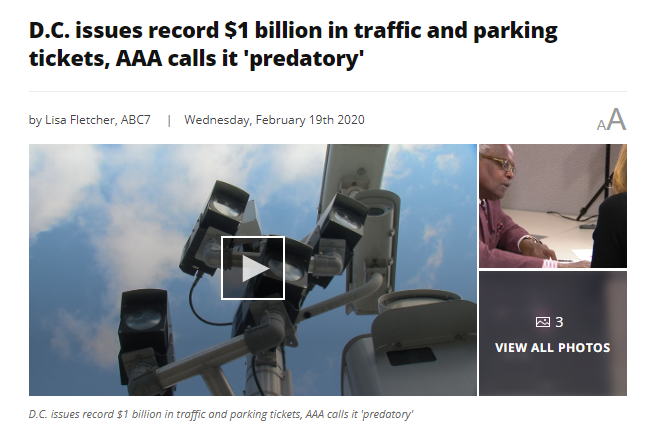 D.C. issues record $1 billion in traffic and parking
tickets, AAA calls it 'predatory'
by Lisa Fletcher, ABC7 | Wednesday, February 19th 2020
AA
3
VIEW ALL PHOTOS
D.C. issues record $1 billion in traffic and parking tickets, AAA calls it 'predatory'